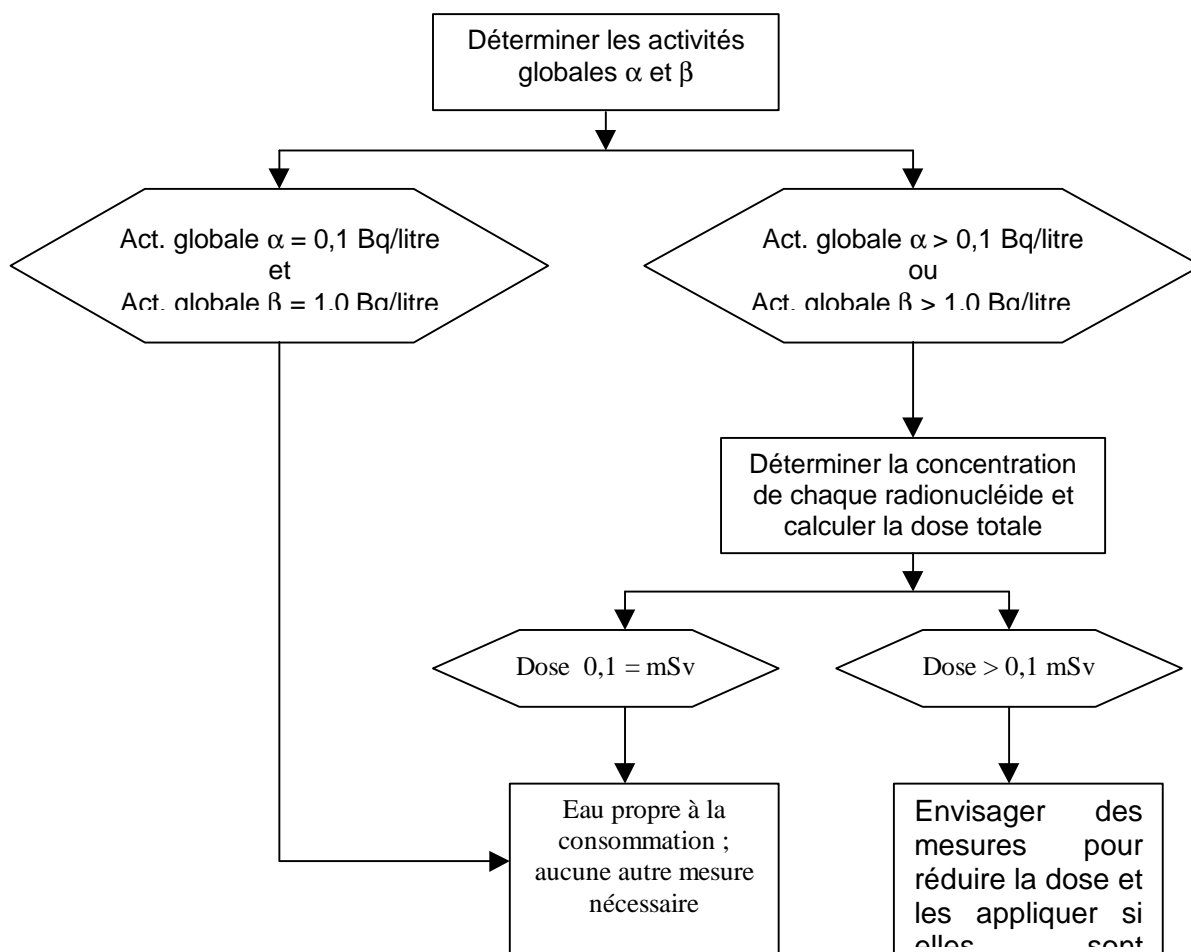 Déterminer les activités
globales α et β
Act. globale α = 0,1 Bq/litre
et
Act. globale β = 1.0 Bq/litre
Act. globale α > 0,1 Bq/litre
ou
Act. globale β > 1.0 Bq/litre
Déterminer la concentration
de chaque radionucléide et
calculer la dose totale
Dose 0,1 = mSv
Dose > 0,1 mSv
Eau propre à la
consommation ;
aucune autre mesure
nécessaire
Envisager des
mesures pour
réduire la dose et
les appliquer si
elles sont